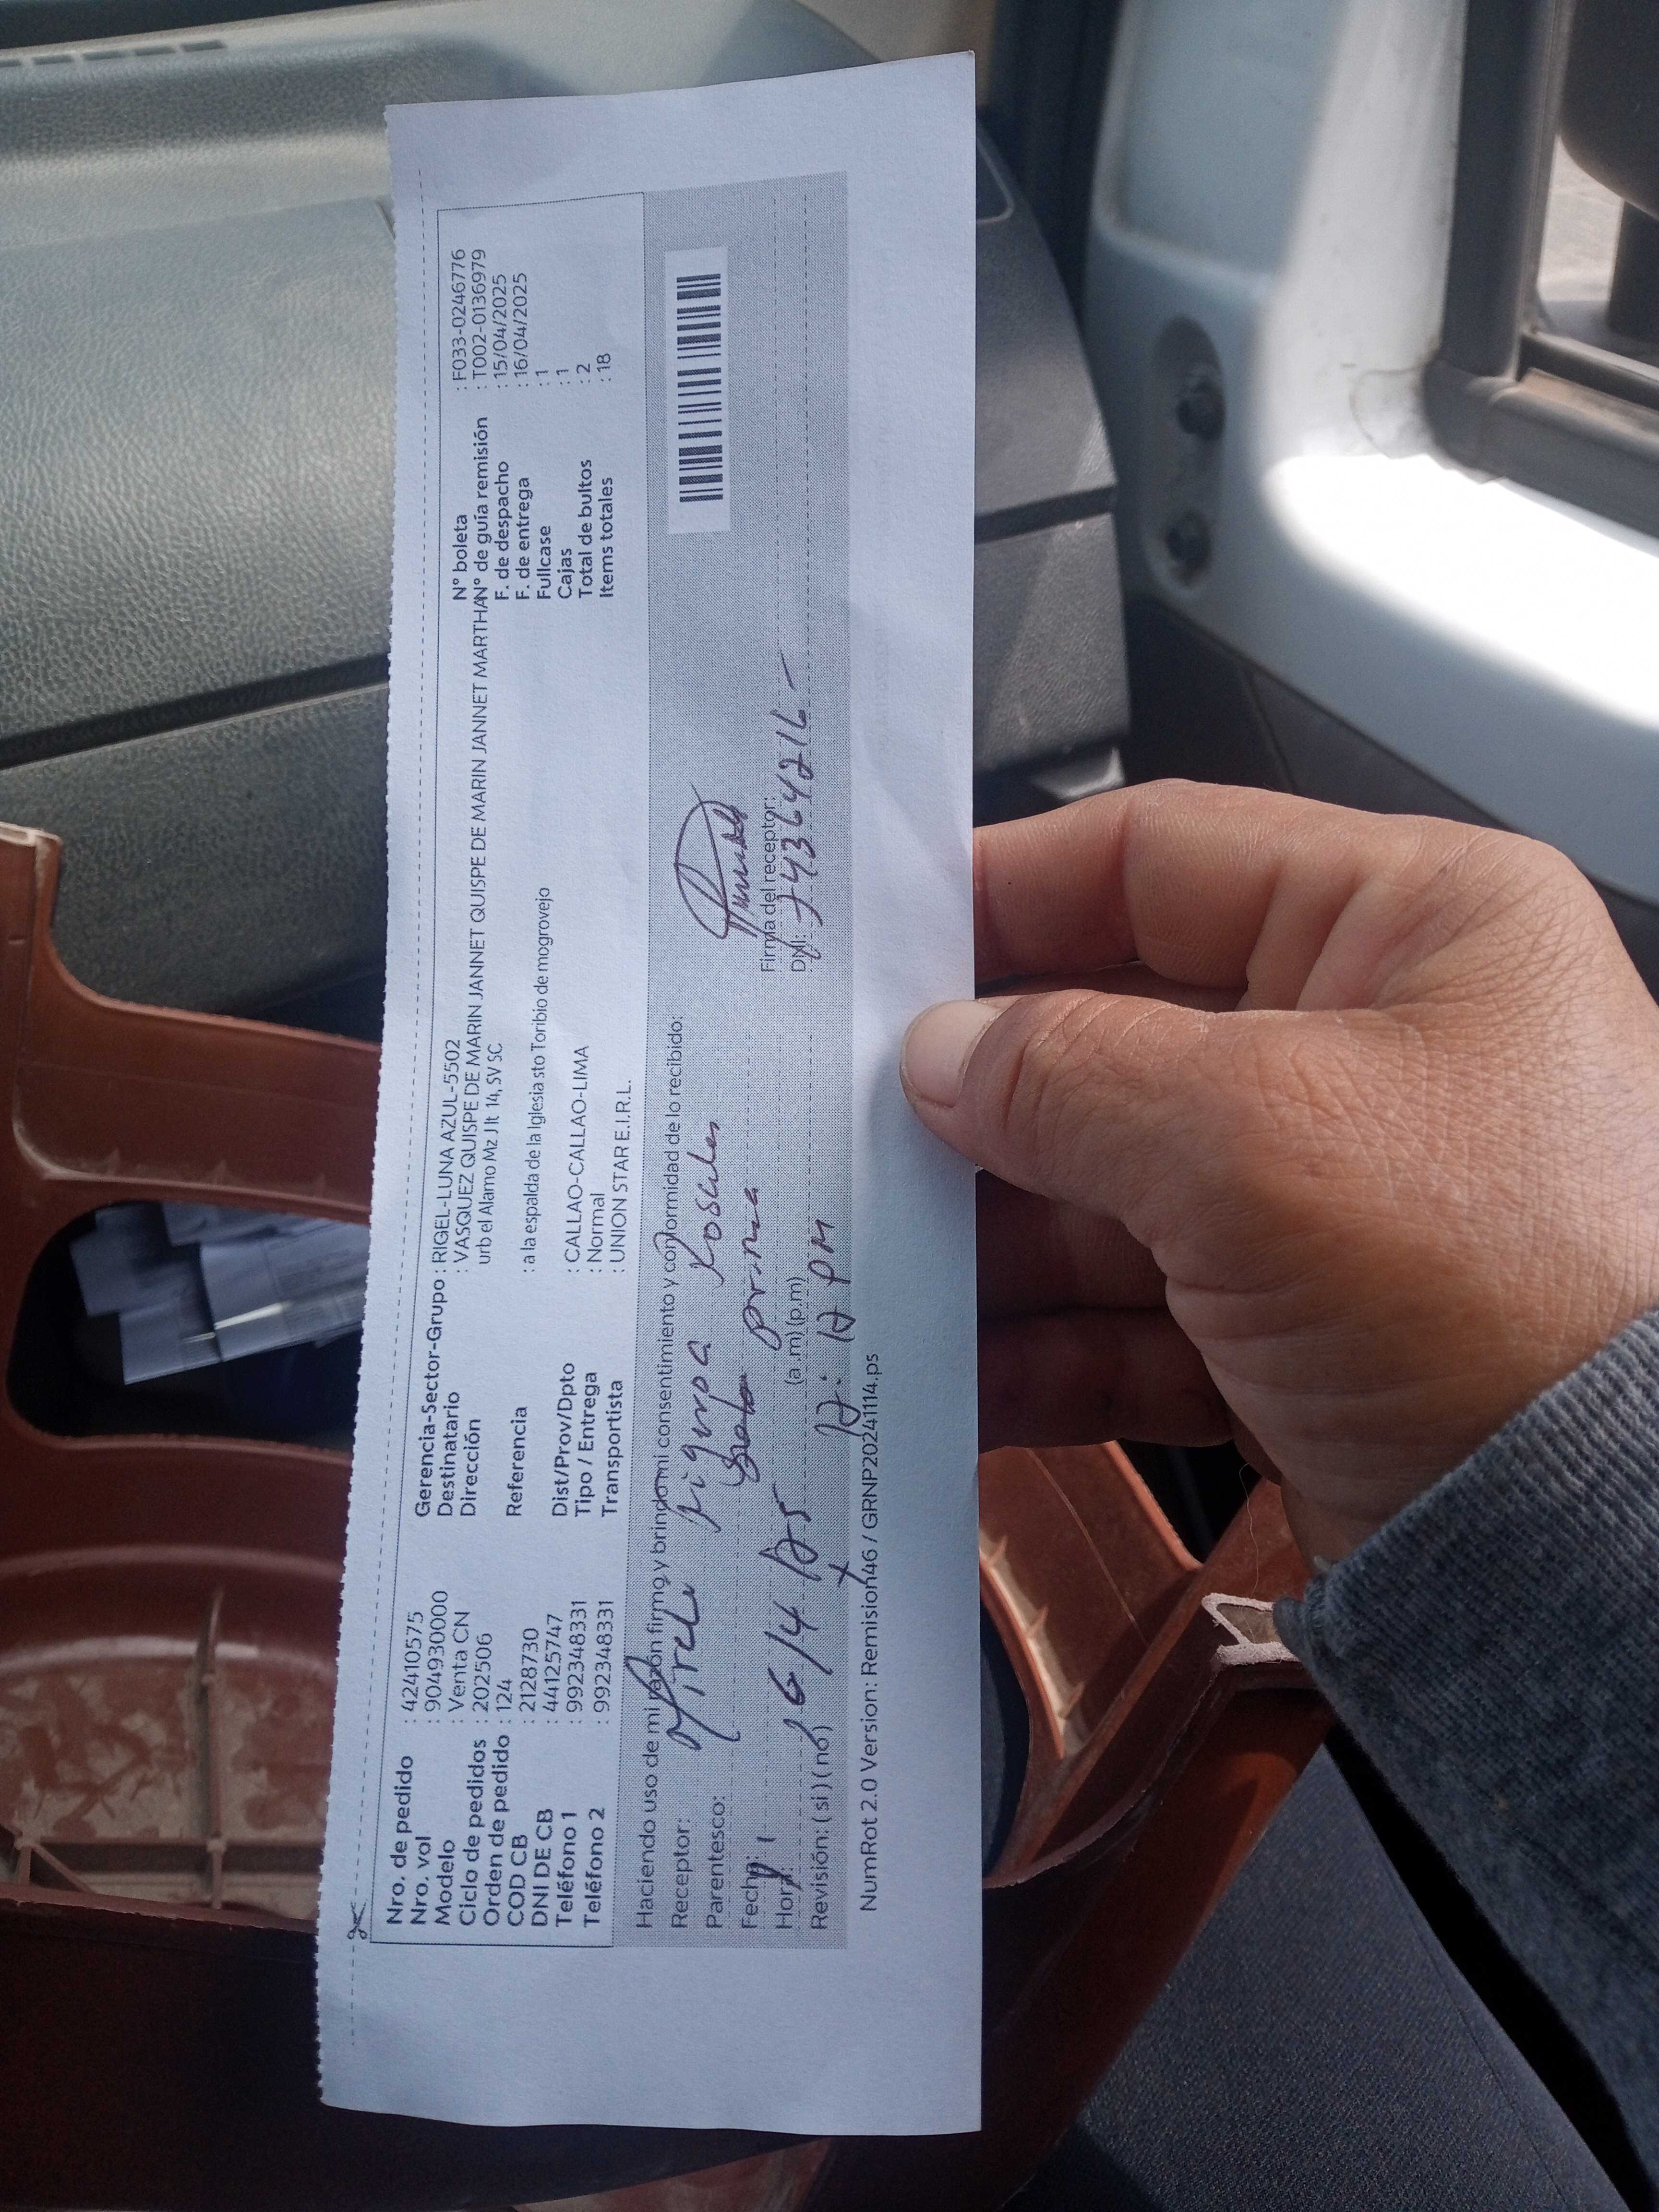 Nro. de pedido : 42410575
Nro. vol : 904930000
Modelo : Venta CN
Ciclo de pedidos : 202506
Orden de pedido : 124
COD CB : 2128730
DNI DE CB : 44125747
Teléfono 1 : 992348331
Teléfono 2 : 992348331
Gerencia-Sector-Grupo : RIGEL-LUNA AZUL-5502
Destinatario : VASQUEZ QUISPE DE MARIN JANNET QUISPE DE MARIN JANNET MARTHA
Dirección urb el Alamo Mz J lt 14, SV SC
Referencia : a la espalda de la Iglesia sto Toribio de mogrovejo
Dist/Prov/Dpto : CALLAO-CALLAO-LIMA
Tipo / Entrega : Normal
Transportista : UNION STAR E.I.R.L.
N° boleta : F033-0246776
N° de guía remisión : T002-0136979
F. de despacho : 15/04/2025
F. de entrega : 16/04/2025
Fullcase : 1
Cajas : 1
Total de bultos : 2
Items totales : 18
Haciendo uso de mi razón firmo y brindo mi consentimiento y conformidad de lo recibido:
Receptor: Rosales
Parentesco: prima
Fecha: 16/4/25
Hora: (a.m) (p.m) 12:12 PM
Revisión: ( si ) ( no )
Firma del receptor:
DNI: 74364216
NumRot 2.0 Version: Remision46 / GRNP20241114.ps